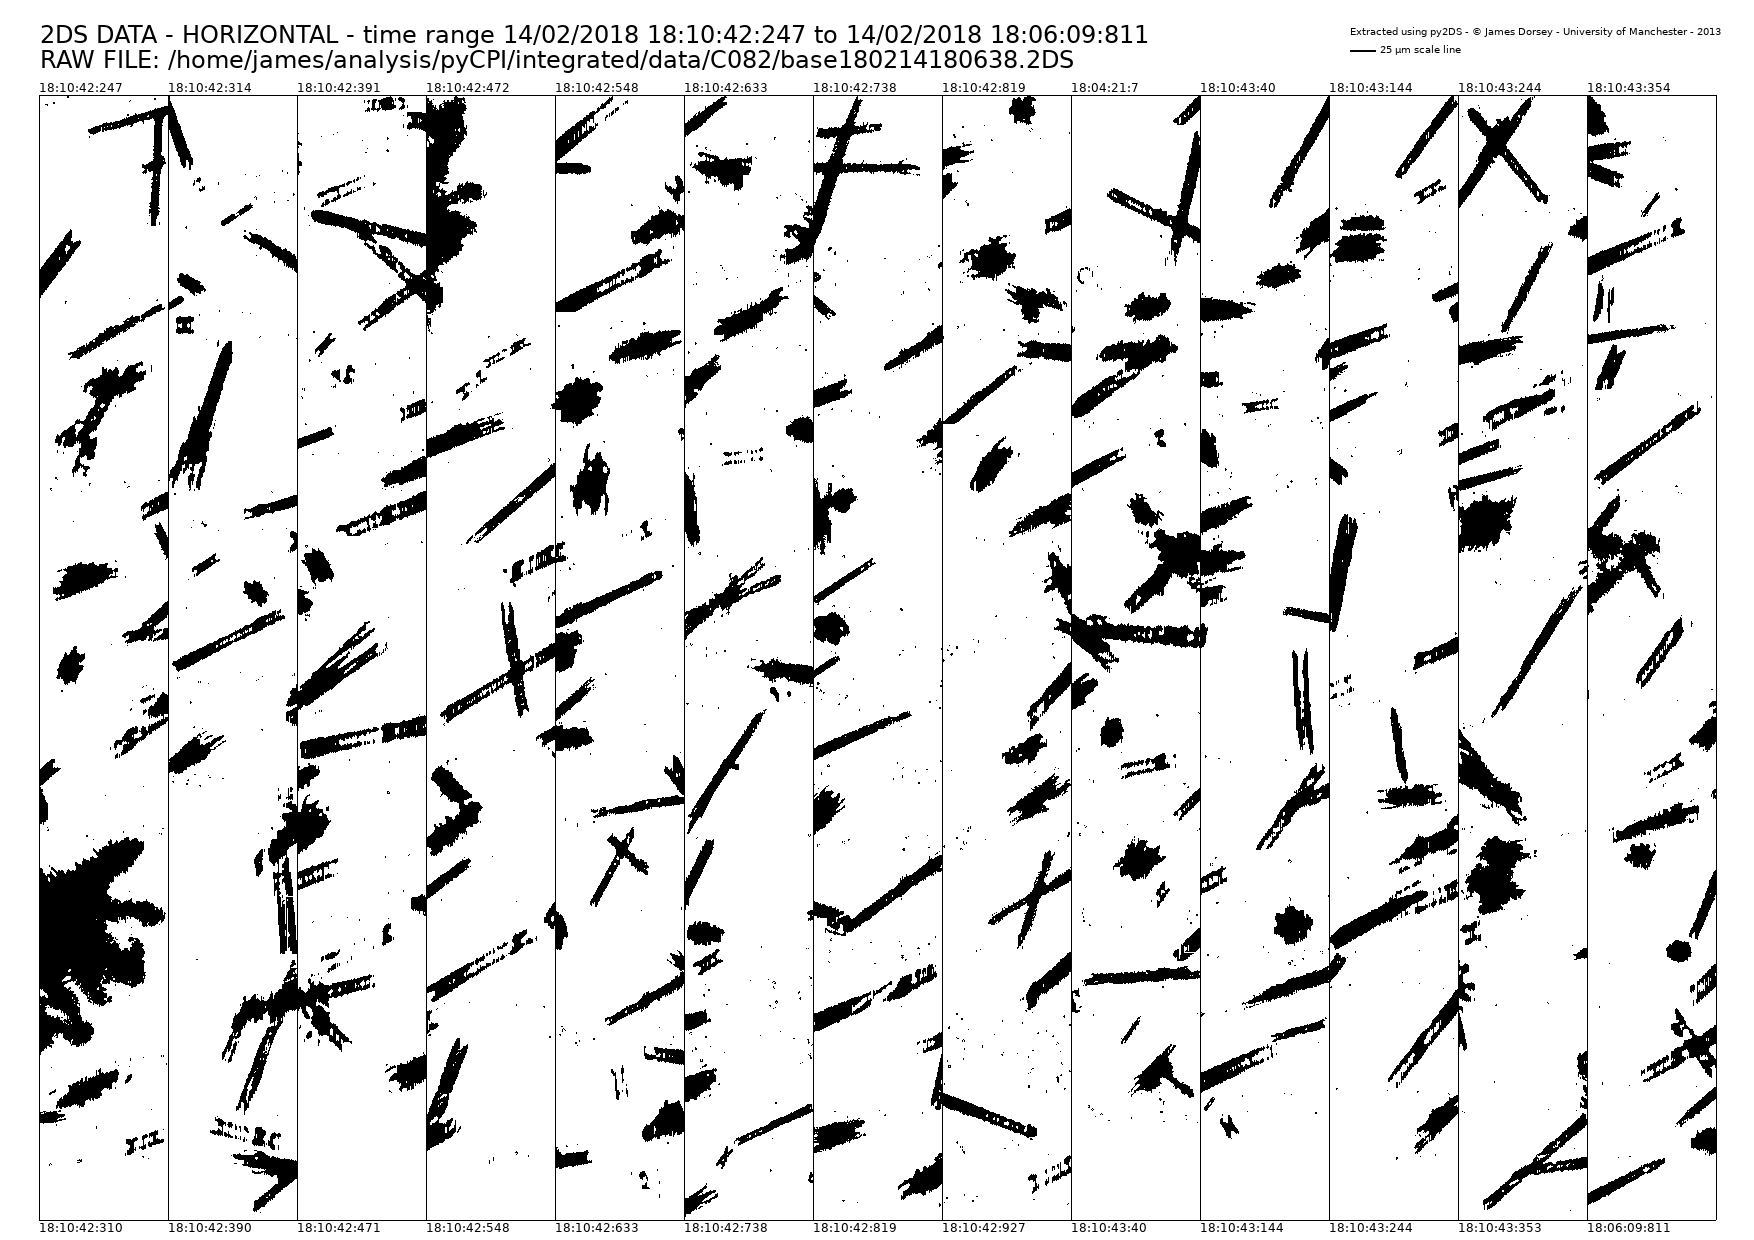 2DS DATA - HORIZONTAL - time range 14/02/2018 18:10:42:247 to 14/02/2018 18:06:09:811
Extracted using py2DS - © James Dorsey - University of Manchester - 2013
25 µm scale line
RAW FILE: /home/james/analysis/pyCPI/integrated/data/C082/base180214180638.2DS
18:10:42:247 18:10:42:314 18:10:42:391 18:10:42:472 18:10:42:548 18:10:42:633 18:10:42:738 18:10:42:819 18:04:21:7 18:10:43:40 18:10:43:144 18:10:43:244 18:10:43:354
18:10:42:310 18:10:42:390 18:10:42:471 18:10:42:548 18:10:42:633 18:10:42:738 18:10:42:819 18:10:42:927 18:10:43:40 18:10:43:144 18:10:43:244 18:10:43:353 18:06:09:811